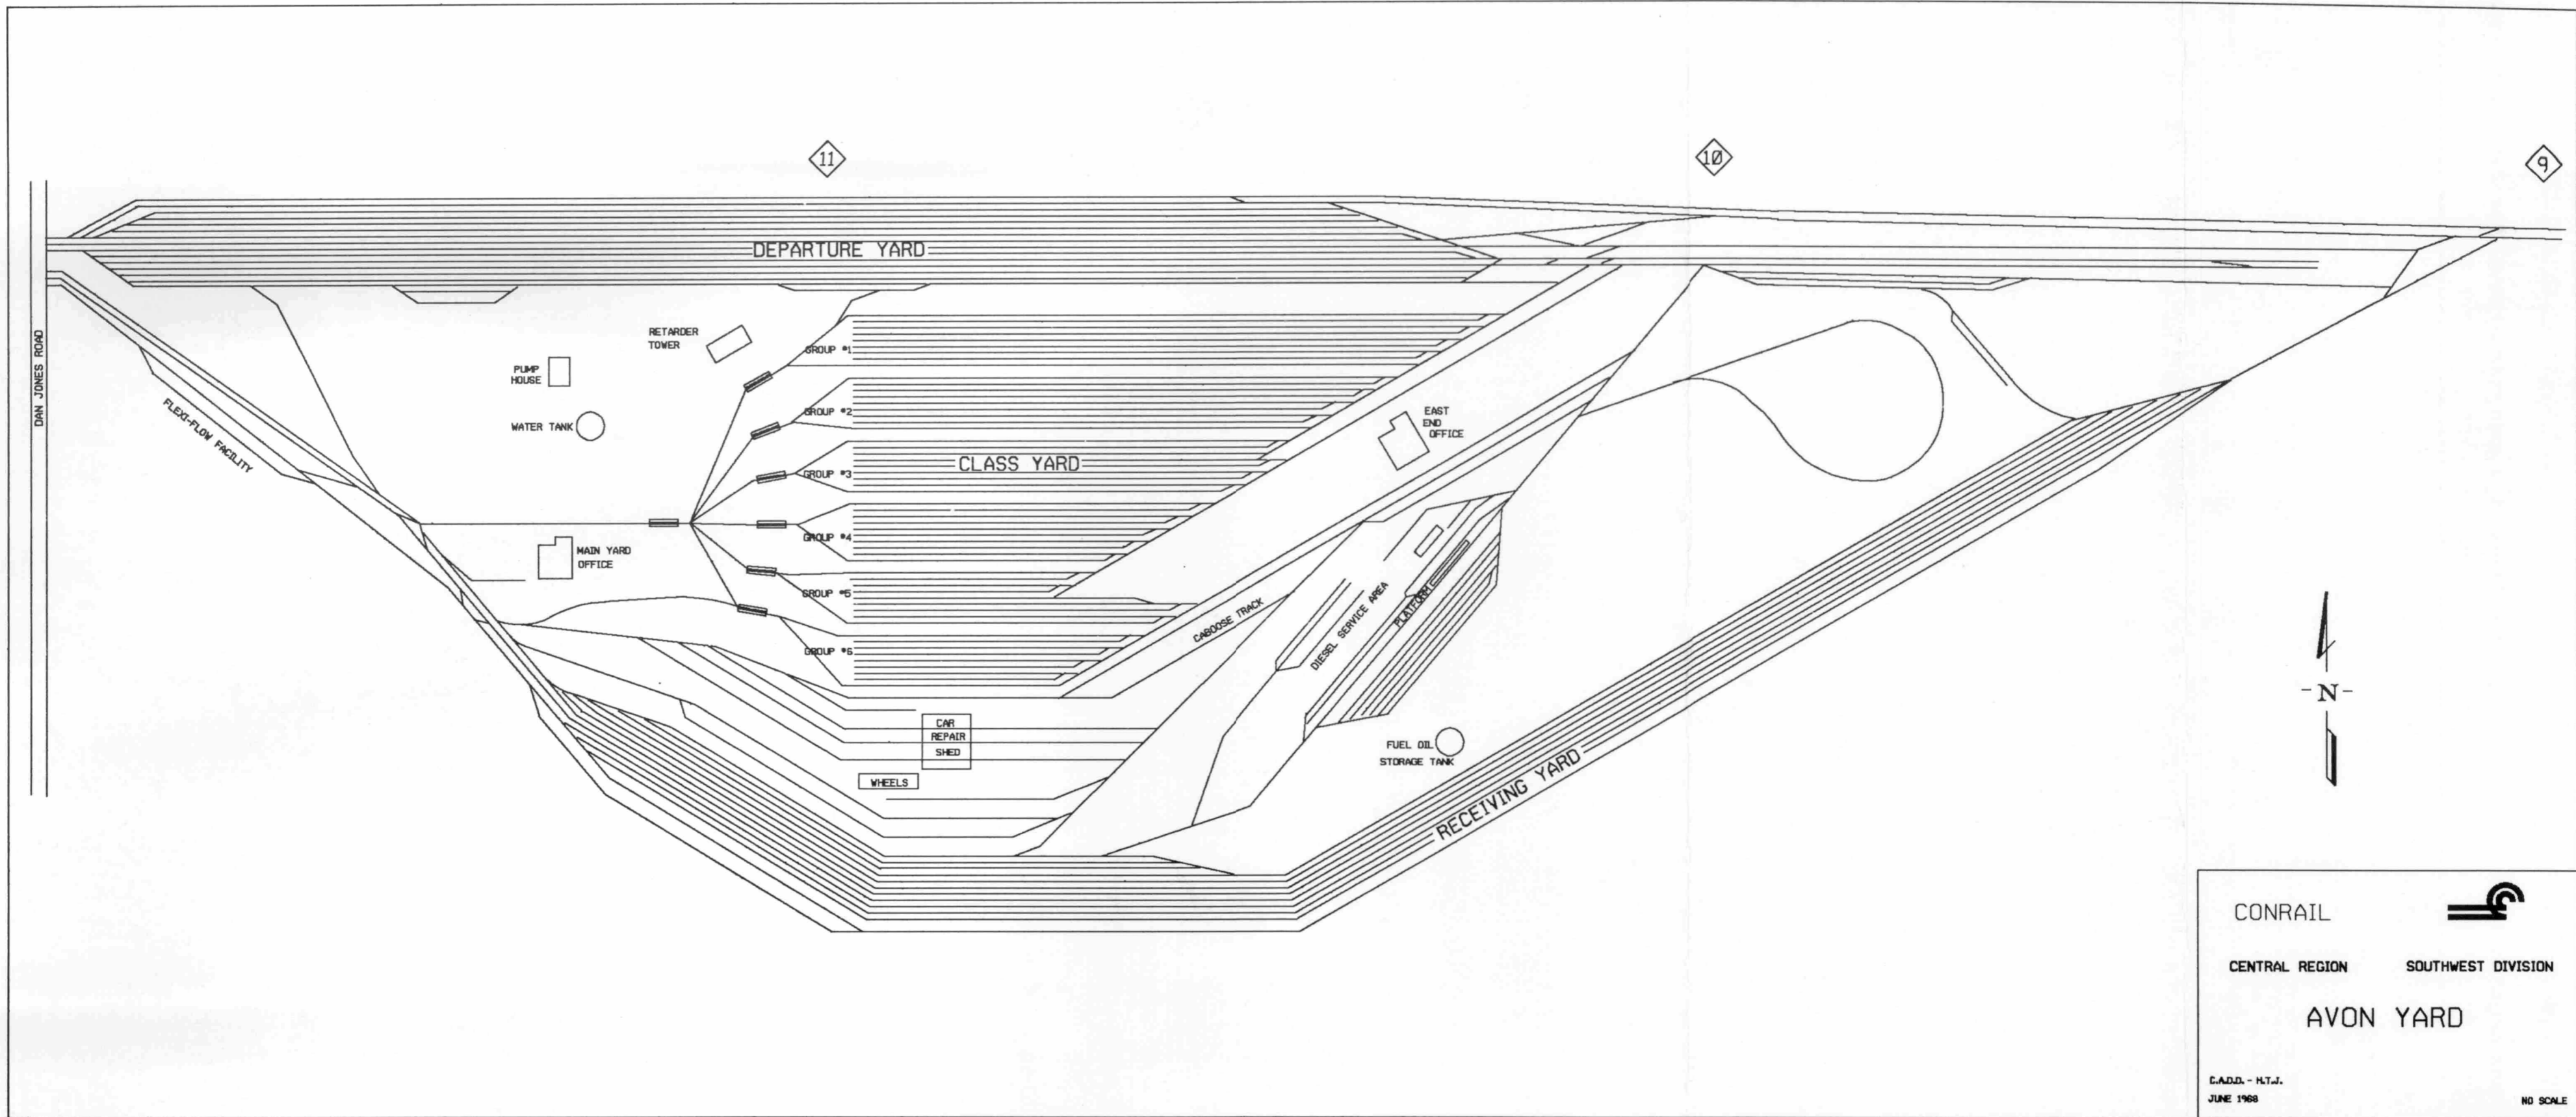 11
10
9
DEPARTURE YARD
DAN JONES ROAD
RETARDER
TOWER
PUMP
HOUSE
WATER TANK
FLEXI-FLOW FACILITY
GROUP #1
GROUP #2
GROUP #3
GROUP #4
GROUP #5
GROUP #6
CLASS YARD
EAST
END
OFFICE
MAIN YARD
OFFICE
CABOOSE TRACK
DIESEL SERVICE AREA
PLATFORM
CAR
REPAIR
SHED
WHEELS
FUEL OIL
STORAGE TANK
RECEIVING YARD
-N-
CONRAIL
CENTRAL REGION SOUTHWEST DIVISION
AVON YARD
C.A.D.D. - H.T.J.
JUNE 1988
NO SCALE